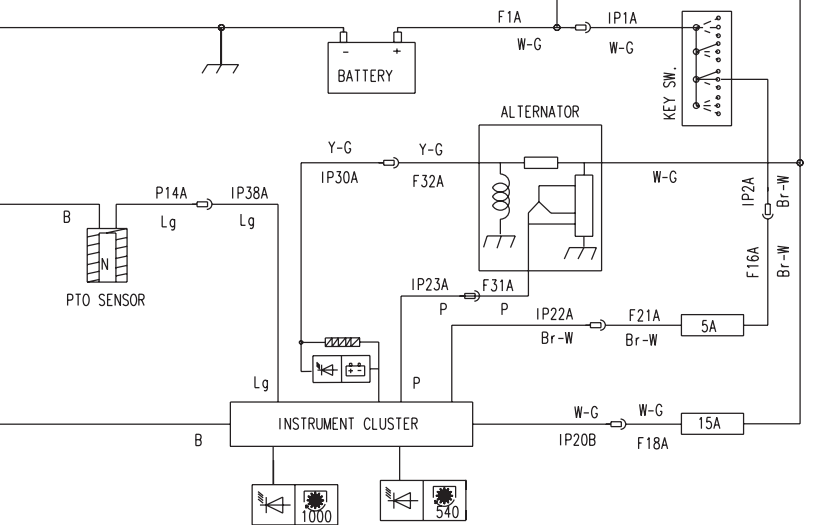 F1A
IP1A
W-G
W-G
- +
BATTERY
KEY SW.
ALTERNATOR
Y-G
Y-G
IP30A
F32A
W-G
P14A
IP38A
B
Lg
Lg
IP2A
Br-W
N
PTO SENSOR
F16A
Br-W
IP23A
F31A
P
P
IP22A
F21A
5A
Br-W
Br-W
- +
Lg
P
W-G
W-G
INSTRUMENT CLUSTER
15A
B
IP20B
F18A
1000
540